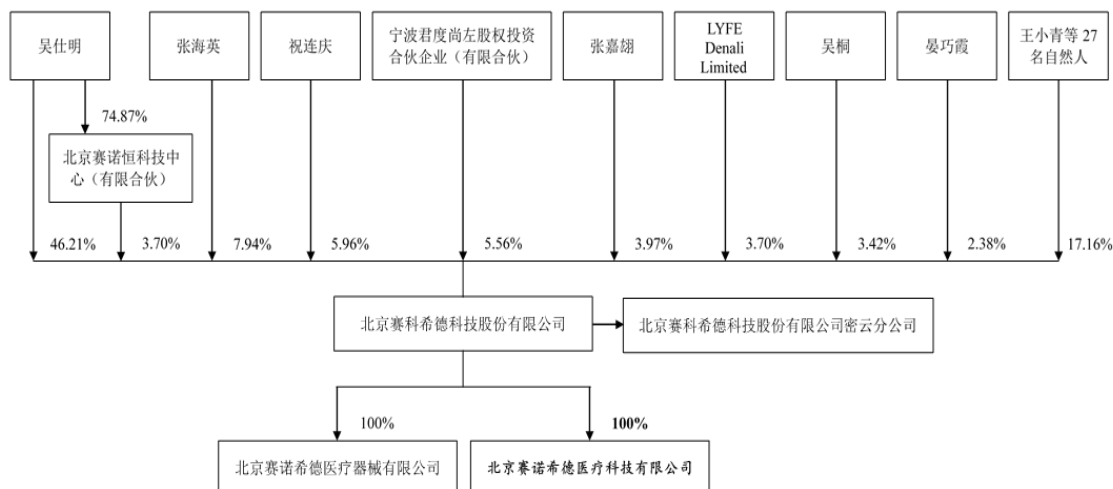 吴仕明
张海英
祝连庆
宁波君度尚左股权投资
合伙企业（有限合伙）
张嘉翃
LYFE
Denali
Limited
吴桐
晏巧霞
王小青等 27
名自然人
74.87%
北京赛诺恒科技中
心（有限合伙）
46.21%
3.70%
7.94%
5.96%
5.56%
3.97%
3.70%
3.42%
2.38%
17.16%
北京赛科希德科技股份有限公司
北京赛科希德科技股份有限公司密云分公司
100%
100%
北京赛诺希德医疗器械有限公司
北京赛诺希德医疗科技有限公司